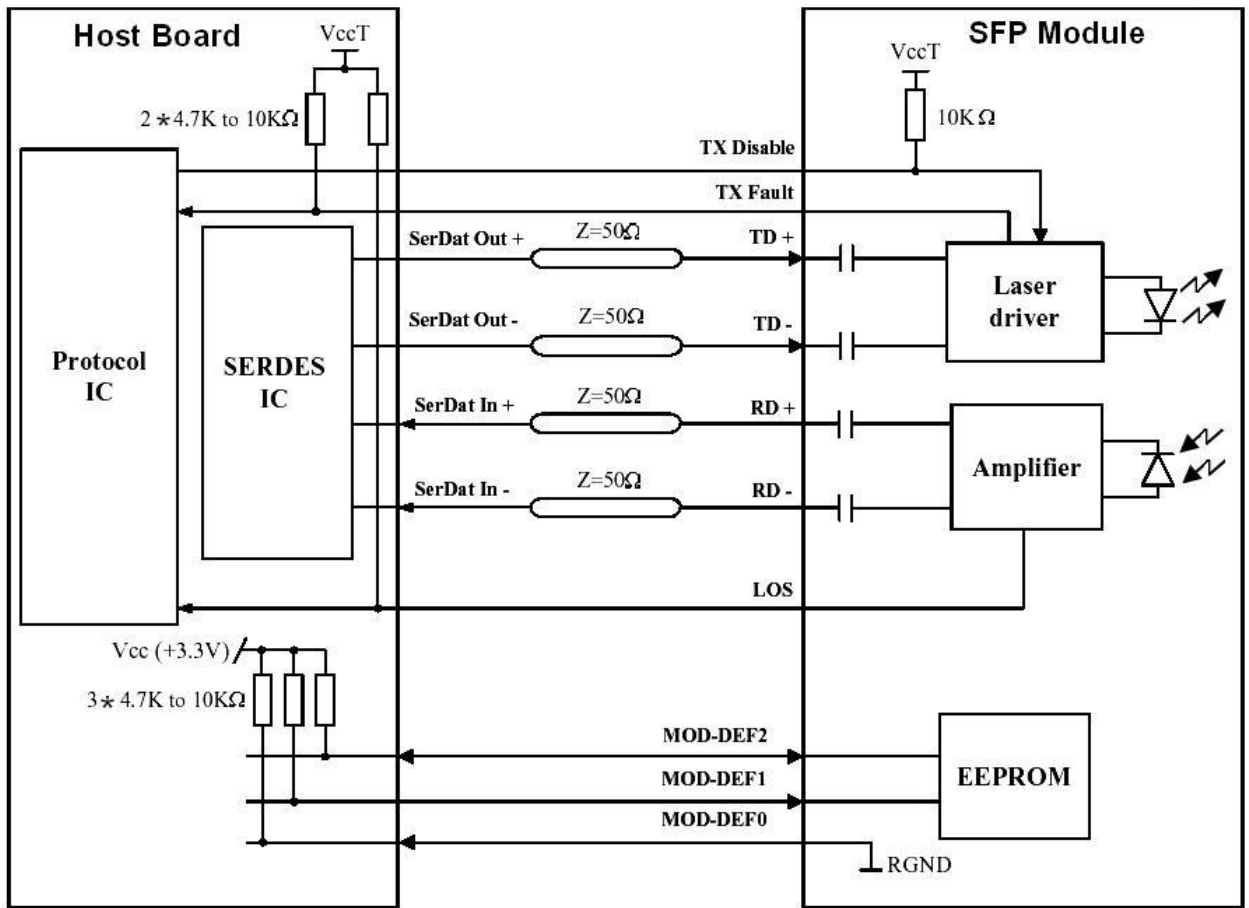 Host Board
SFP Module
VccT
VccT
2*4.7K to 10KΩ
10KΩ
TX Disable
TX Fault
SerDat Out +
Z=50Ω
TD +
Laser
driver
SerDat Out -
Z=50Ω
TD -
Protocol
IC
SERDES
IC
SerDat In +
Z=50Ω
RD +
Amplifier
SerDat In -
Z=50Ω
RD -
LOS
Vcc (+3.3V)
3*4.7K to 10KΩ
MOD-DEF2
MOD-DEF1
MOD-DEF0
EEPROM
RGND